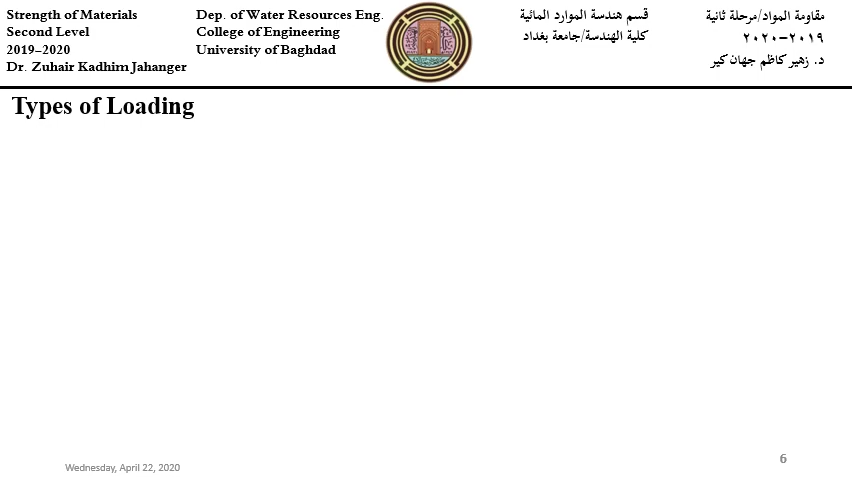 Strength of Materials
Second Level
2019–2020
Dr. Zuhair Kadhim Jahanger
Dep. of Water Resources Eng.
College of Engineering
University of Baghdad
قسم هندسة الموارد المائية
كلية الهندسة/جامعة بغداد
مقاومة المواد/مرحلة ثانية
٢٠١٩–٢٠٢٠
د. زهير كاظم جهان كير
Types of Loading
Wednesday, April 22, 2020
6